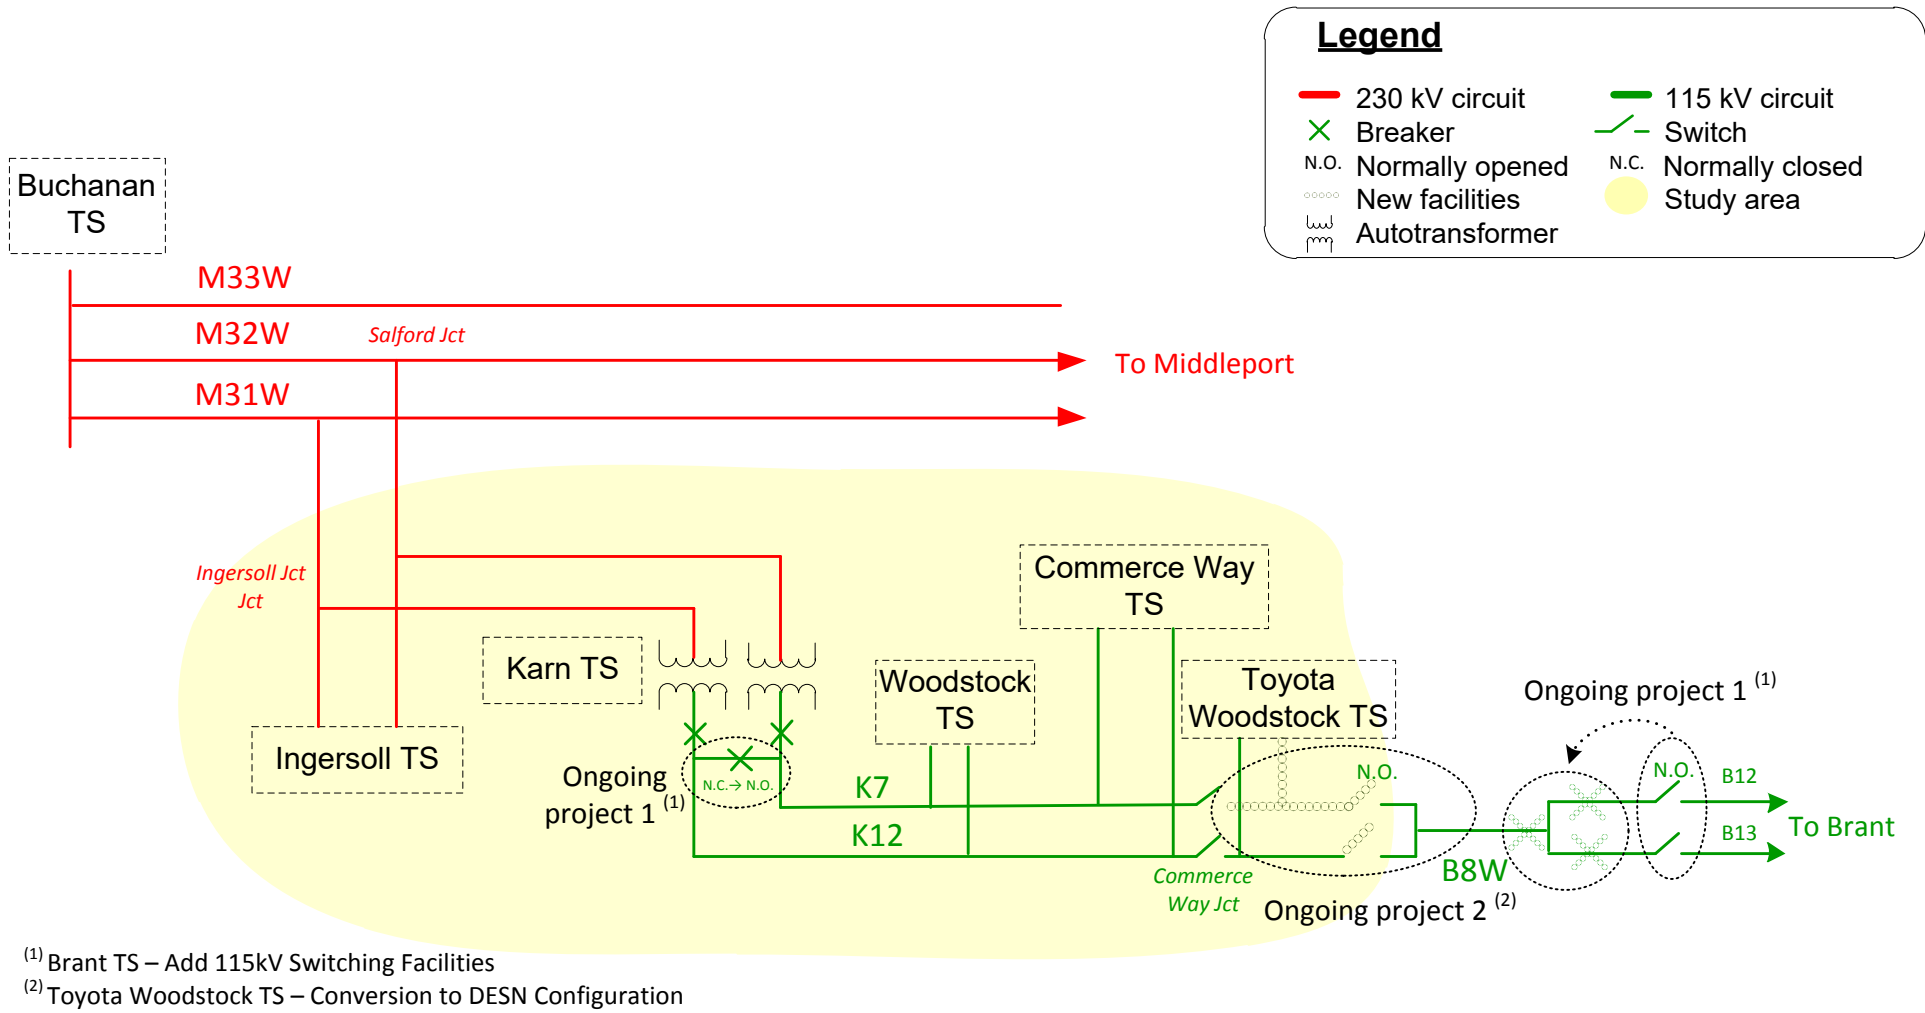 Legend
230 kV circuit
115 kV circuit
Breaker
Switch
N.O. Normally opened
N.C. Normally closed
New facilities
Study area
Autotransformer
Buchanan
TS
M33W
M32W
Salford Jct
To Middleport
M31W
Ingersoll Jct
Jct
Commerce Way
TS
Karn TS
Woodstock
TS
Toyota
Woodstock TS
Ongoing project 1 (1)
Ingersoll TS
Ongoing
project 1 (1)
N.C.→ N.O.
K7
K12
N.O.
N.O.
B12
B13
To Brant
B8W
Commerce
Way Jct
Ongoing project 2 (2)
(1) Brant TS – Add 115kV Switching Facilities
(2) Toyota Woodstock TS – Conversion to DESN Configuration